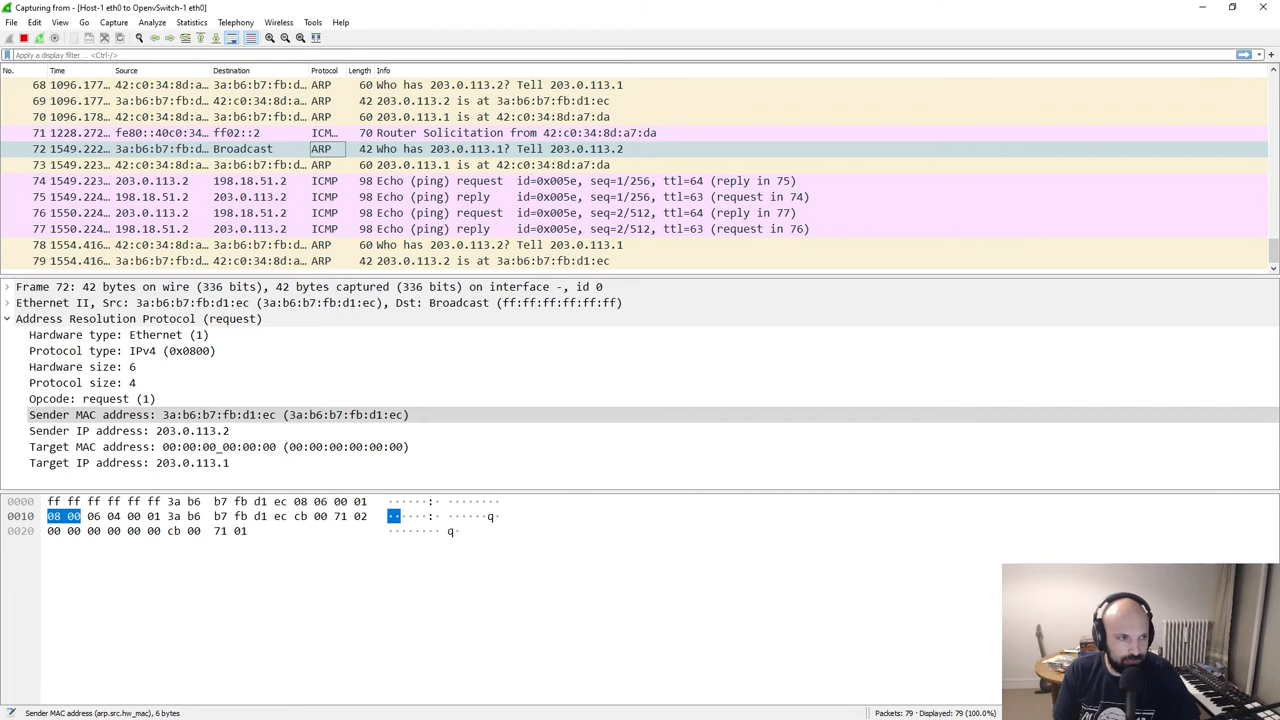 Capturing from - [Host-1 eth0 to OpenvSwitch-1 eth0]
File Edit View Go Capture Analyze Statistics Telephony Wireless Tools Help
Apply a display filter ... <Ctrl-/>
No. Time Source Destination Protocol Length Info
68 1096.177… 42:c0:34:8d:a… 3a:b6:b7:fb:d… ARP 60 Who has 203.0.113.2? Tell 203.0.113.1
69 1096.177… 3a:b6:b7:fb:d… 42:c0:34:8d:a… ARP 42 203.0.113.2 is at 3a:b6:b7:fb:d1:ec
70 1096.178… 3a:b6:b7:fb:d… 42:c0:34:8d:a… ARP 60 203.0.113.1 is at 42:c0:34:8d:a7:da
71 1228.272… fe80::40c0:34… ff02::2 ICM… 70 Router Solicitation from 42:c0:34:8d:a7:da
72 1549.222… 3a:b6:b7:fb:d… Broadcast ARP 42 Who has 203.0.113.1? Tell 203.0.113.2
73 1549.223… 42:c0:34:8d:a… 3a:b6:b7:fb:d… ARP 60 203.0.113.1 is at 42:c0:34:8d:a7:da
74 1549.223… 203.0.113.2 198.18.51.2 ICMP 98 Echo (ping) request id=0x005e, seq=1/256, ttl=64 (reply in 75)
75 1549.223… 198.18.51.2 203.0.113.2 ICMP 98 Echo (ping) reply id=0x005e, seq=1/256, ttl=63 (request in 74)
76 1550.224… 203.0.113.2 198.18.51.2 ICMP 98 Echo (ping) request id=0x005e, seq=2/512, ttl=64 (reply in 77)
77 1550.224… 198.18.51.2 203.0.113.2 ICMP 98 Echo (ping) reply id=0x005e, seq=2/512, ttl=63 (request in 76)
78 1554.416… 42:c0:34:8d:a… 3a:b6:b7:fb:d… ARP 60 Who has 203.0.113.2? Tell 203.0.113.1
79 1554.416… 3a:b6:b7:fb:d… 42:c0:34:8d:a… ARP 42 203.0.113.2 is at 3a:b6:b7:fb:d1:ec
Frame 72: 42 bytes on wire (336 bits), 42 bytes captured (336 bits) on interface -, id 0
Ethernet II, Src: 3a:b6:b7:fb:d1:ec (3a:b6:b7:fb:d1:ec), Dst: Broadcast (ff:ff:ff:ff:ff:ff)
Address Resolution Protocol (request)
Hardware type: Ethernet (1)
Protocol type: IPv4 (0x0800)
Hardware size: 6
Protocol size: 4
Opcode: request (1)
Sender MAC address: 3a:b6:b7:fb:d1:ec (3a:b6:b7:fb:d1:ec)
Sender IP address: 203.0.113.2
Target MAC address: 00:00:00_00:00:00 (00:00:00:00:00:00)
Target IP address: 203.0.113.1
0000 ff ff ff ff ff ff 3a b6 b7 fb d1 ec 08 06 00 01 ······:· ········
0010 08 00 06 04 00 01 3a b6 b7 fb d1 ec cb 00 71 02 ······:· ······q·
0020 00 00 00 00 00 00 cb 00 71 01 ········ q·
Sender MAC address (arp.src.hw_mac), 6 bytes
Packets: 79 · Displayed: 79 (100.0%)